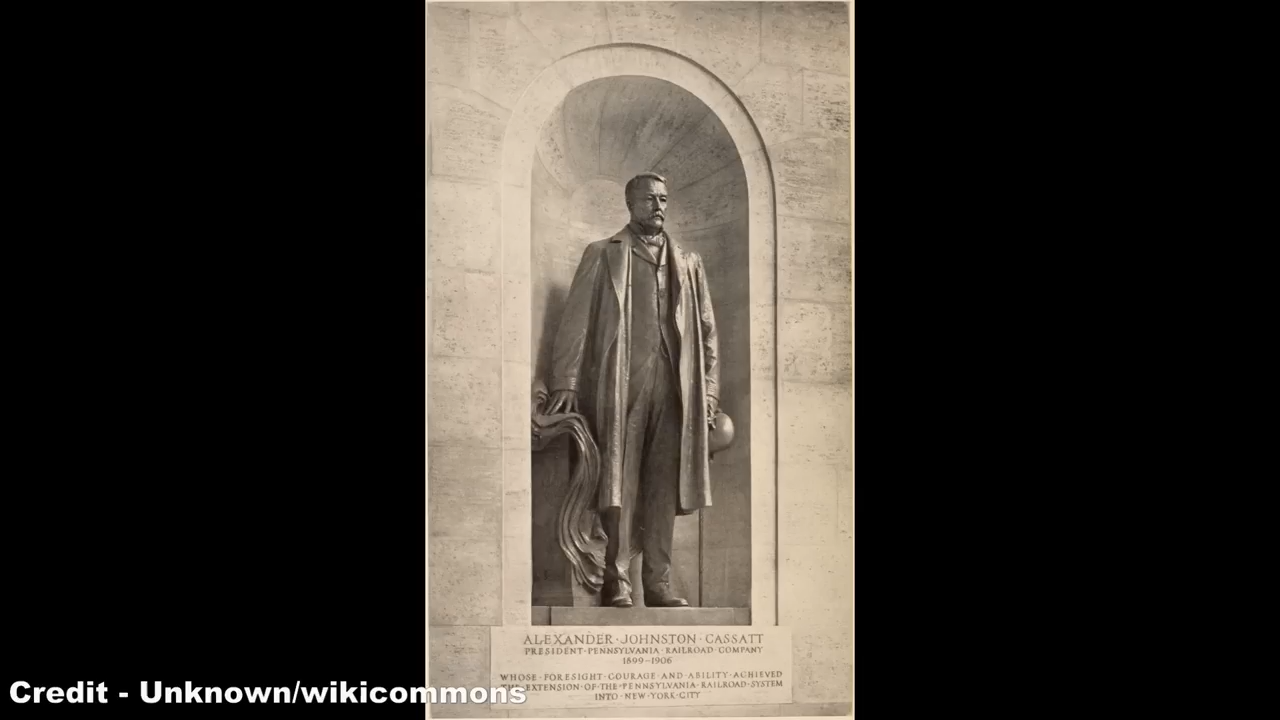 ALEXANDER·JOHNSTON·CASSATT
PRESIDENT·PENNSYLVANIA·RAILROAD·COMPANY
1899–1906
WHOSE·FORESIGHT·COURAGE·AND·ABILITY·ACHIEVED
THE·EXTENSION·OF·THE·PENNSYLVANIA·RAILROAD·SYSTEM
INTO·NEW·YORK·CITY
Credit - Unknown/wikicommons